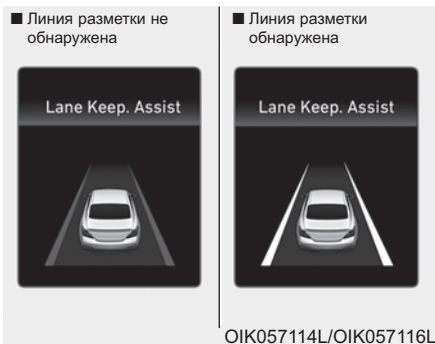 ■ Линия разметки не
обнаружена
Lane Keep. Assist
■ Линия разметки
обнаружена
Lane Keep. Assist
OIK057114L/OIK057116L